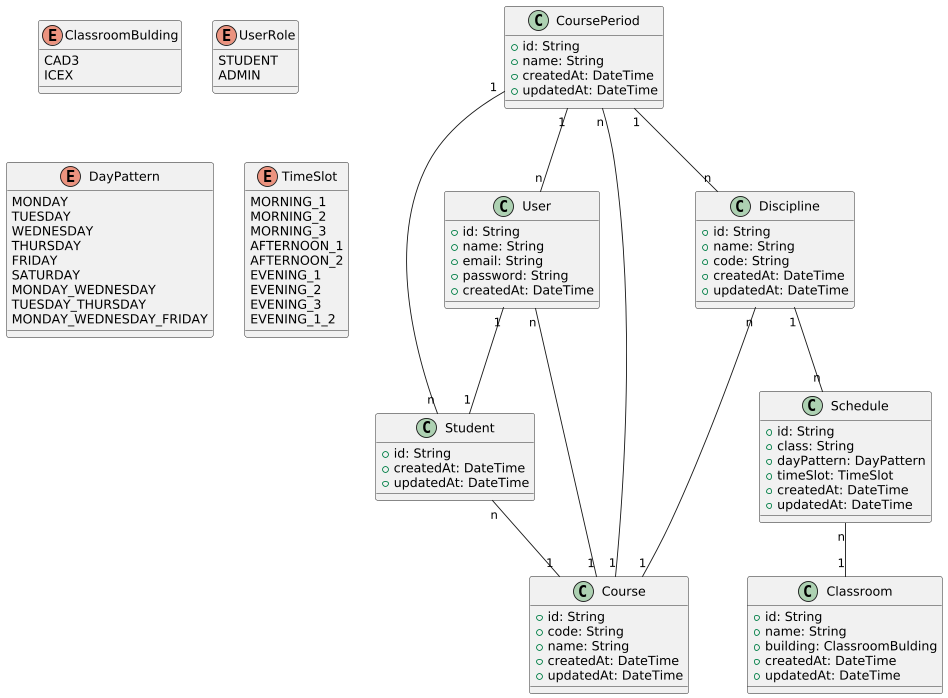 E ClassroomBulding
CAD3
ICEX
E UserRole
STUDENT
ADMIN
C CoursePeriod
id: String
name: String
createdAt: DateTime
updatedAt: DateTime
1
1
n
1
E DayPattern
MONDAY
TUESDAY
WEDNESDAY
THURSDAY
FRIDAY
SATURDAY
MONDAY_WEDNESDAY
TUESDAY_THURSDAY
MONDAY_WEDNESDAY_FRIDAY
E TimeSlot
MORNING_1
MORNING_2
MORNING_3
AFTERNOON_1
AFTERNOON_2
EVENING_1
EVENING_2
EVENING_3
EVENING_1_2
n
n
C User
id: String
name: String
email: String
password: String
createdAt: DateTime
C Discipline
id: String
name: String
code: String
createdAt: DateTime
updatedAt: DateTime
1
n
n
1
n
1
n
C Student
id: String
createdAt: DateTime
updatedAt: DateTime
C Schedule
id: String
class: String
dayPattern: DayPattern
timeSlot: TimeSlot
createdAt: DateTime
updatedAt: DateTime
n
n
1
1
1
1
1
C Course
id: String
code: String
name: String
createdAt: DateTime
updatedAt: DateTime
C Classroom
id: String
name: String
building: ClassroomBulding
createdAt: DateTime
updatedAt: DateTime